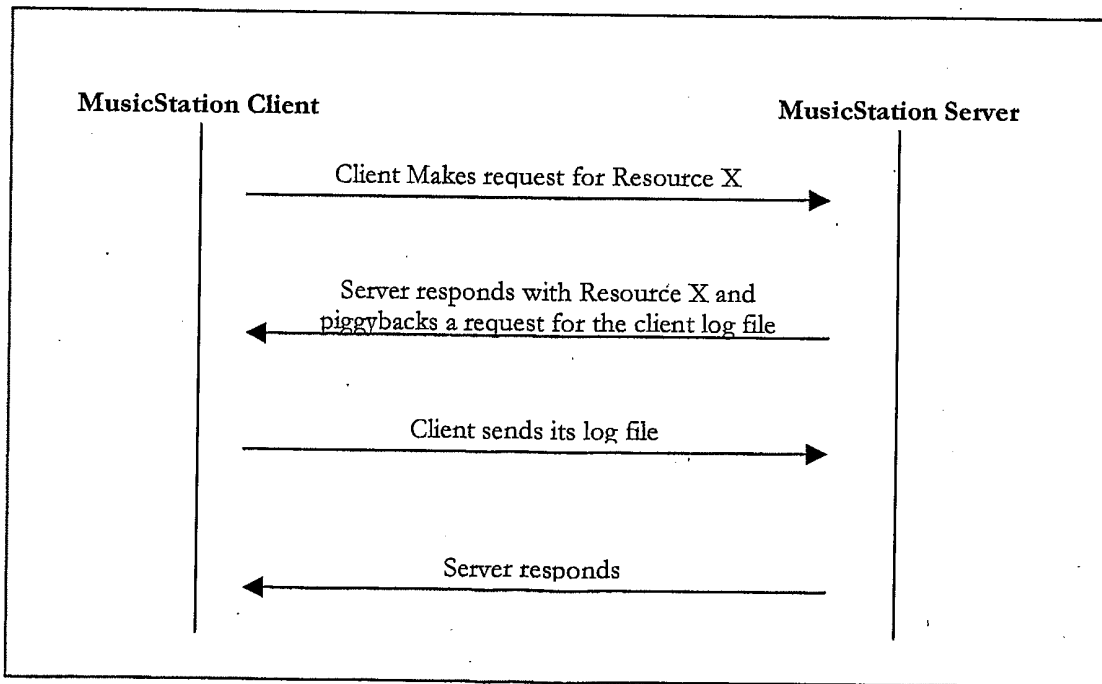 MusicStation Client
MusicStation Server
Client Makes request for Resource X
Server responds with Resource X and
piggybacks a request for the client log file
Client sends its log file
Server responds